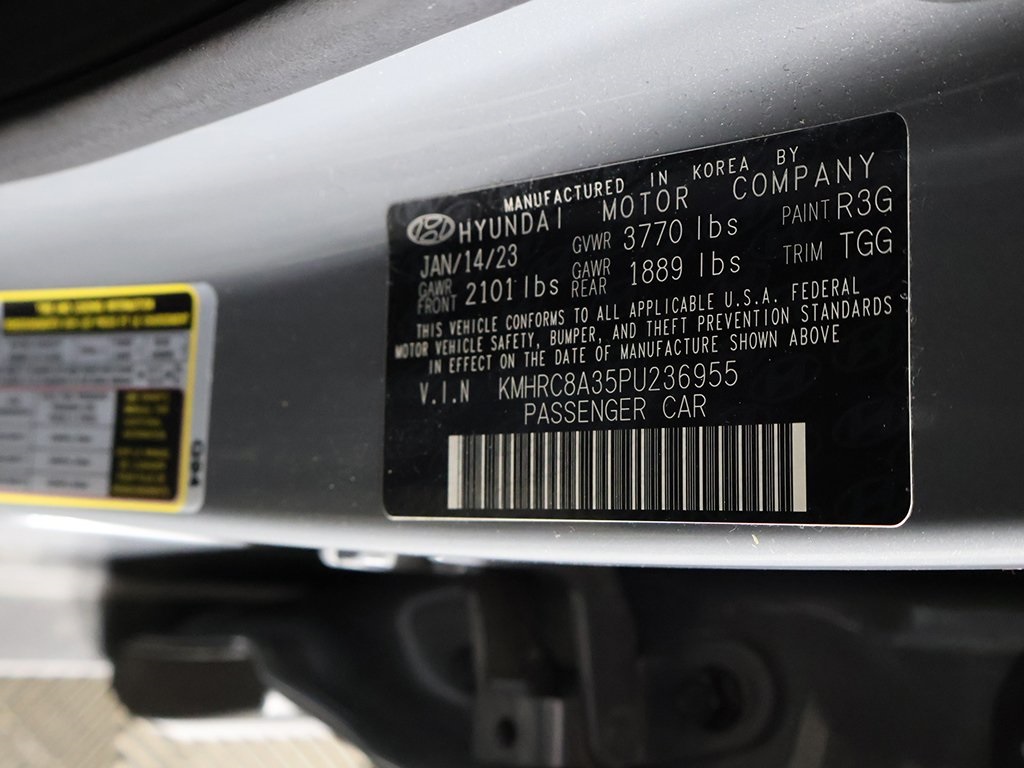 MANUFACTURED IN KOREA BY
HYUNDAI MOTOR COMPANY
JAN/14/23 GVWR 3770 lbs PAINT R3G
GAWR FRONT 2101 lbs GAWR REAR 1889 lbs TRIM TGG
THIS VEHICLE CONFORMS TO ALL APPLICABLE U.S.A. FEDERAL
MOTOR VEHICLE SAFETY, BUMPER, AND THEFT PREVENTION STANDARDS
IN EFFECT ON THE DATE OF MANUFACTURE SHOWN ABOVE
V.I.N KMHRC8A35PU236955
PASSENGER CAR